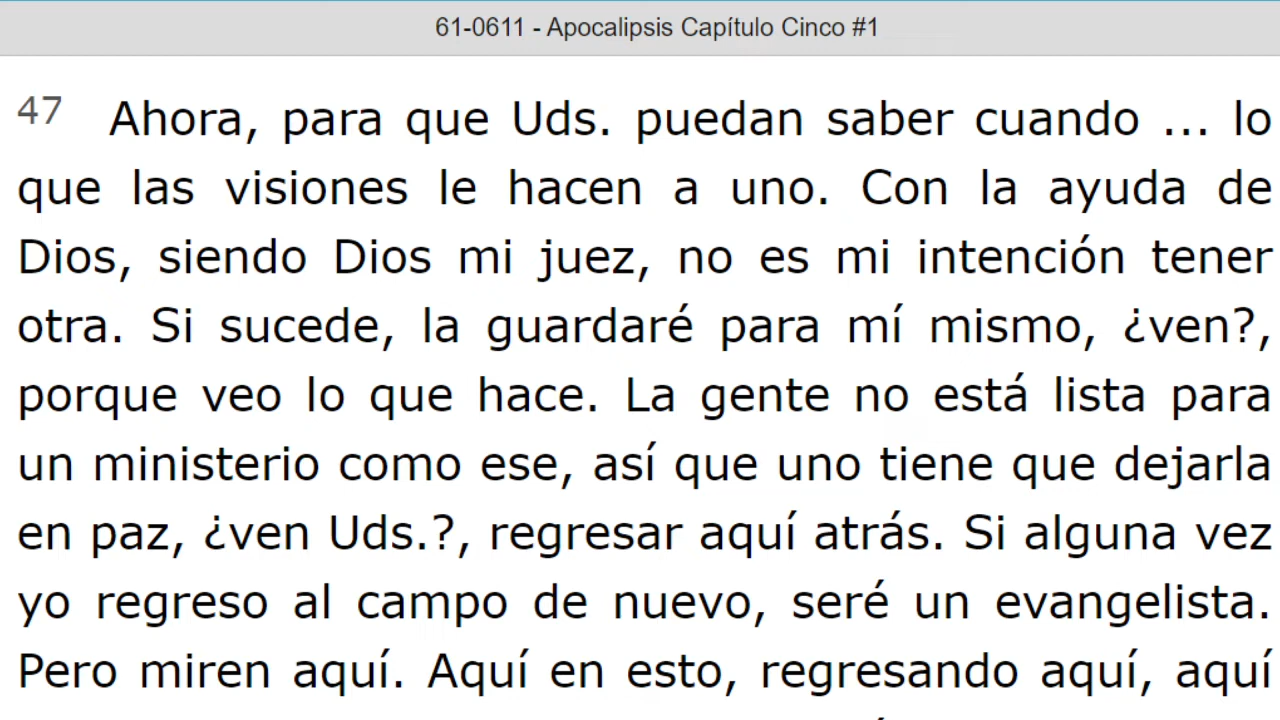 61-0611 - Apocalipsis Capítulo Cinco #1
47 Ahora, para que Uds. puedan saber cuando ... lo
que las visiones le hacen a uno. Con la ayuda de
Dios, siendo Dios mi juez, no es mi intención tener
otra. Si sucede, la guardaré para mí mismo, ¿ven?,
porque veo lo que hace. La gente no está lista para
un ministerio como ese, así que uno tiene que dejarla
en paz, ¿ven Uds.?, regresar aquí atrás. Si alguna vez
yo regreso al campo de nuevo, seré un evangelista.
Pero miren aquí. Aquí en esto, regresando aquí, aquí